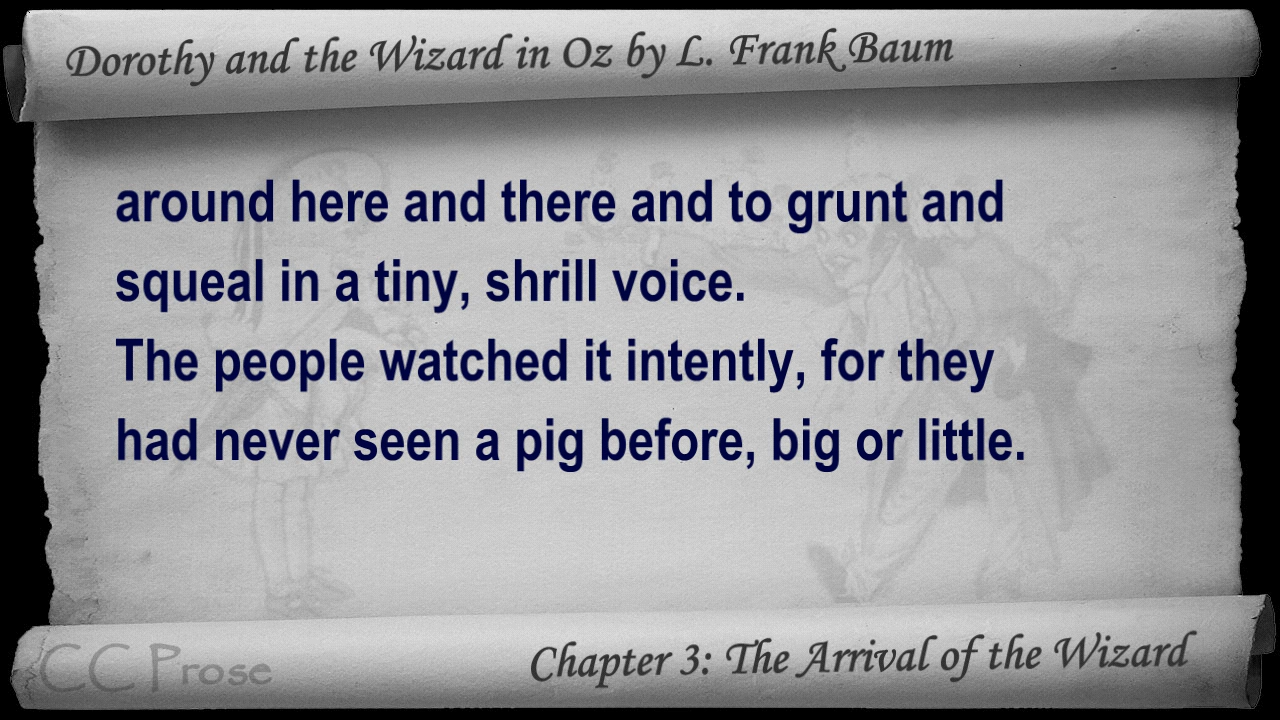 Dorothy and the Wizard in Oz by L. Frank Baum
around here and there and to grunt and
squeal in a tiny, shrill voice.
The people watched it intently, for they
had never seen a pig before, big or little.
CC Prose
Chapter 3: The Arrival of the Wizard